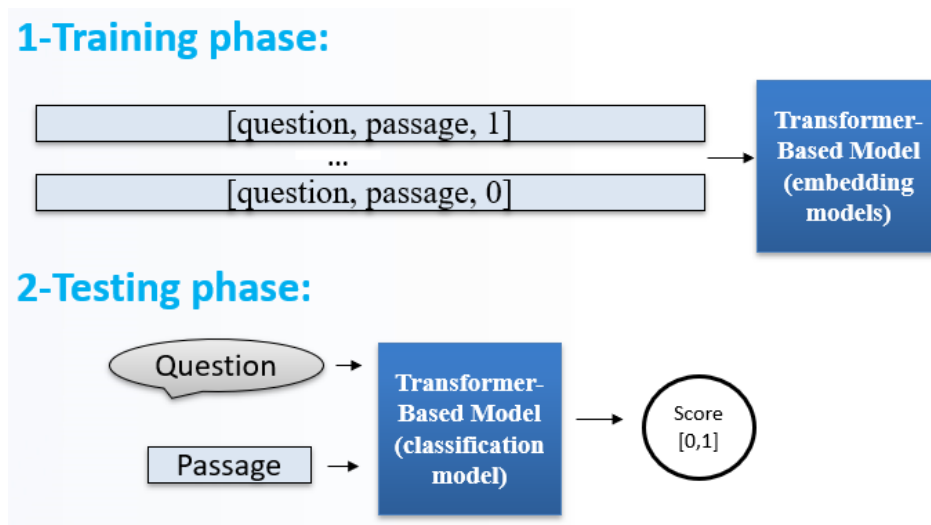 1-Training phase:
[question, passage, 1]
...
[question, passage, 0]
Transformer-
Based Model
(embedding
models)
2-Testing phase:
Question
Passage
Transformer-
Based Model
(classification
model)
Score
[0,1]